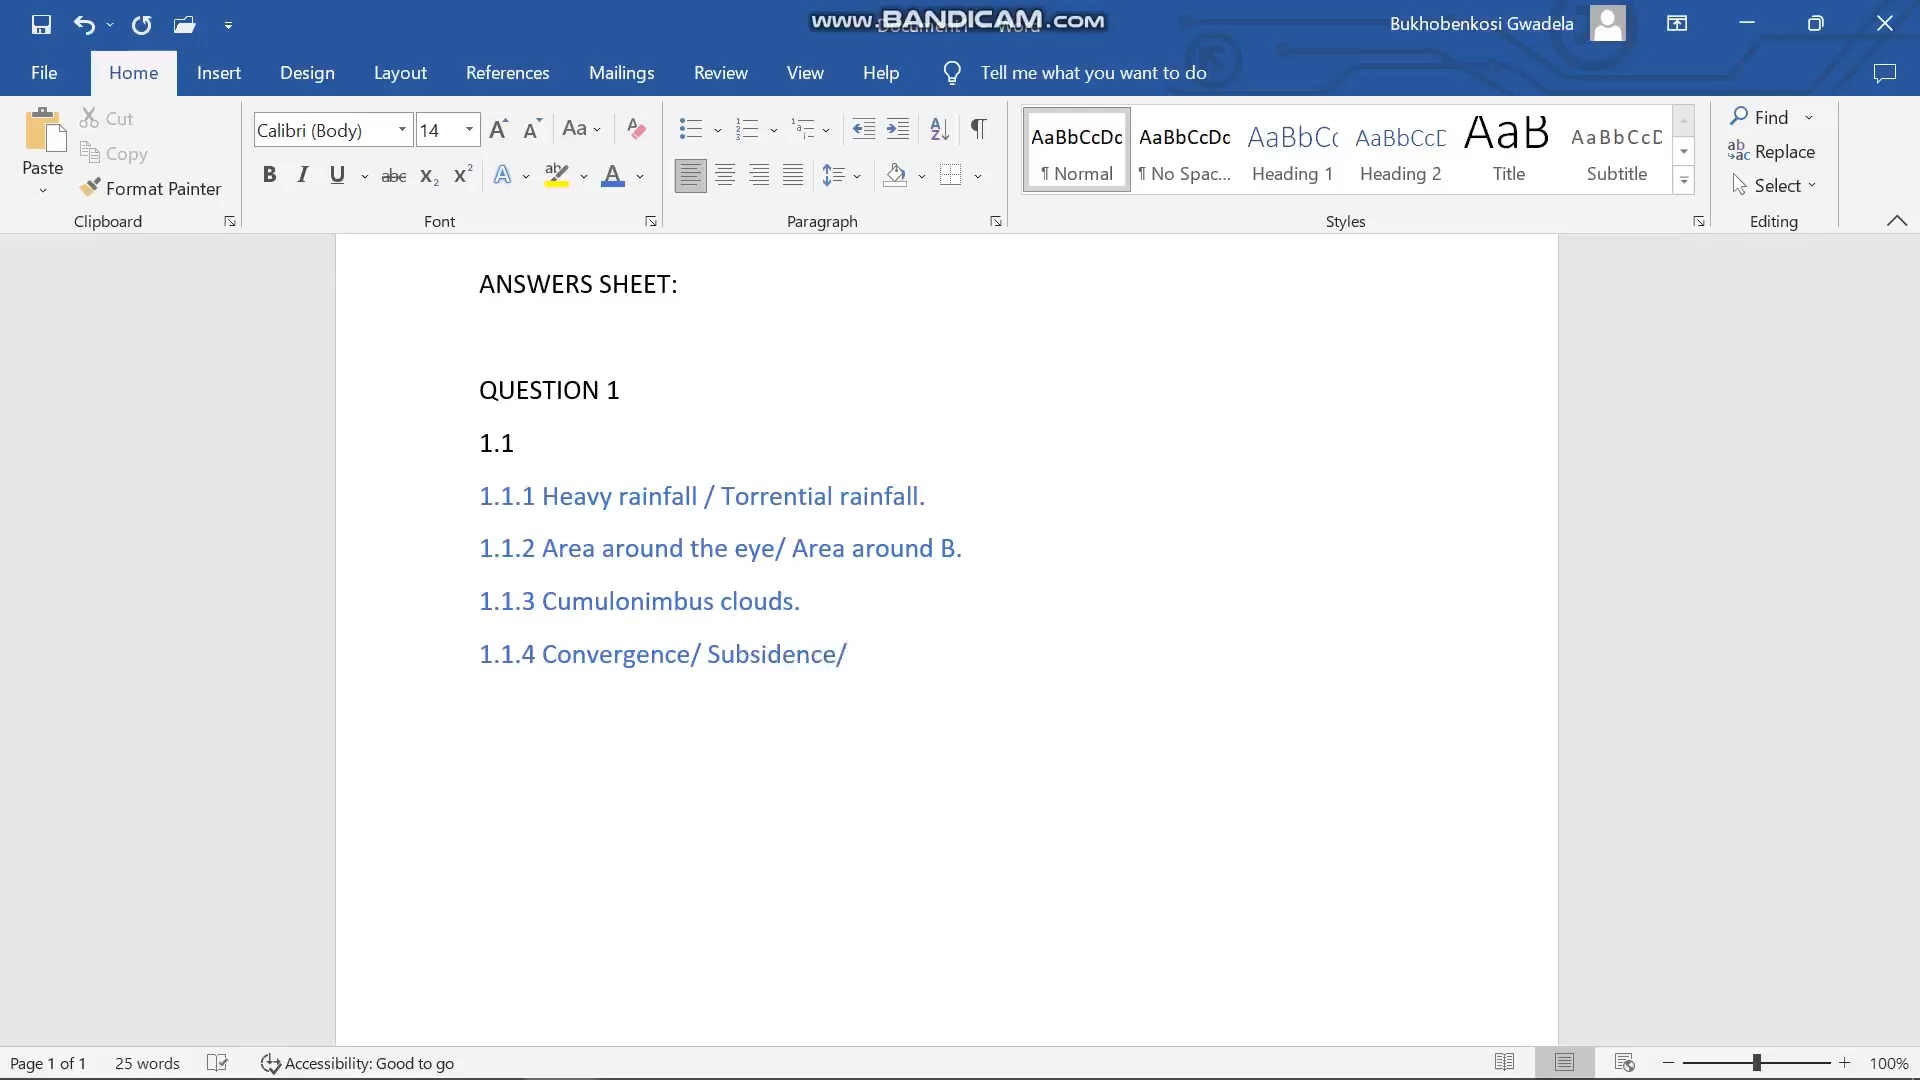 www.BANDICAM.com
Bukhobenkosi Gwadela
File Home Insert Design Layout References Mailings Review View Help Tell me what you want to do
Cut
Copy
Paste
Format Painter
Clipboard
Calibri (Body) 14
Font
Paragraph
AaBbCcDc AaBbCcDc AaBbCc AaBbCcD AaB AaBbCcD
¶ Normal ¶ No Spac... Heading 1 Heading 2 Title Subtitle
Styles
Find
Replace
Select
Editing
ANSWERS SHEET:
QUESTION 1
1.1
1.1.1 Heavy rainfall / Torrential rainfall.
1.1.2 Area around the eye/ Area around B.
1.1.3 Cumulonimbus clouds.
1.1.4 Convergence/ Subsidence/
Page 1 of 1 25 words Accessibility: Good to go 100%